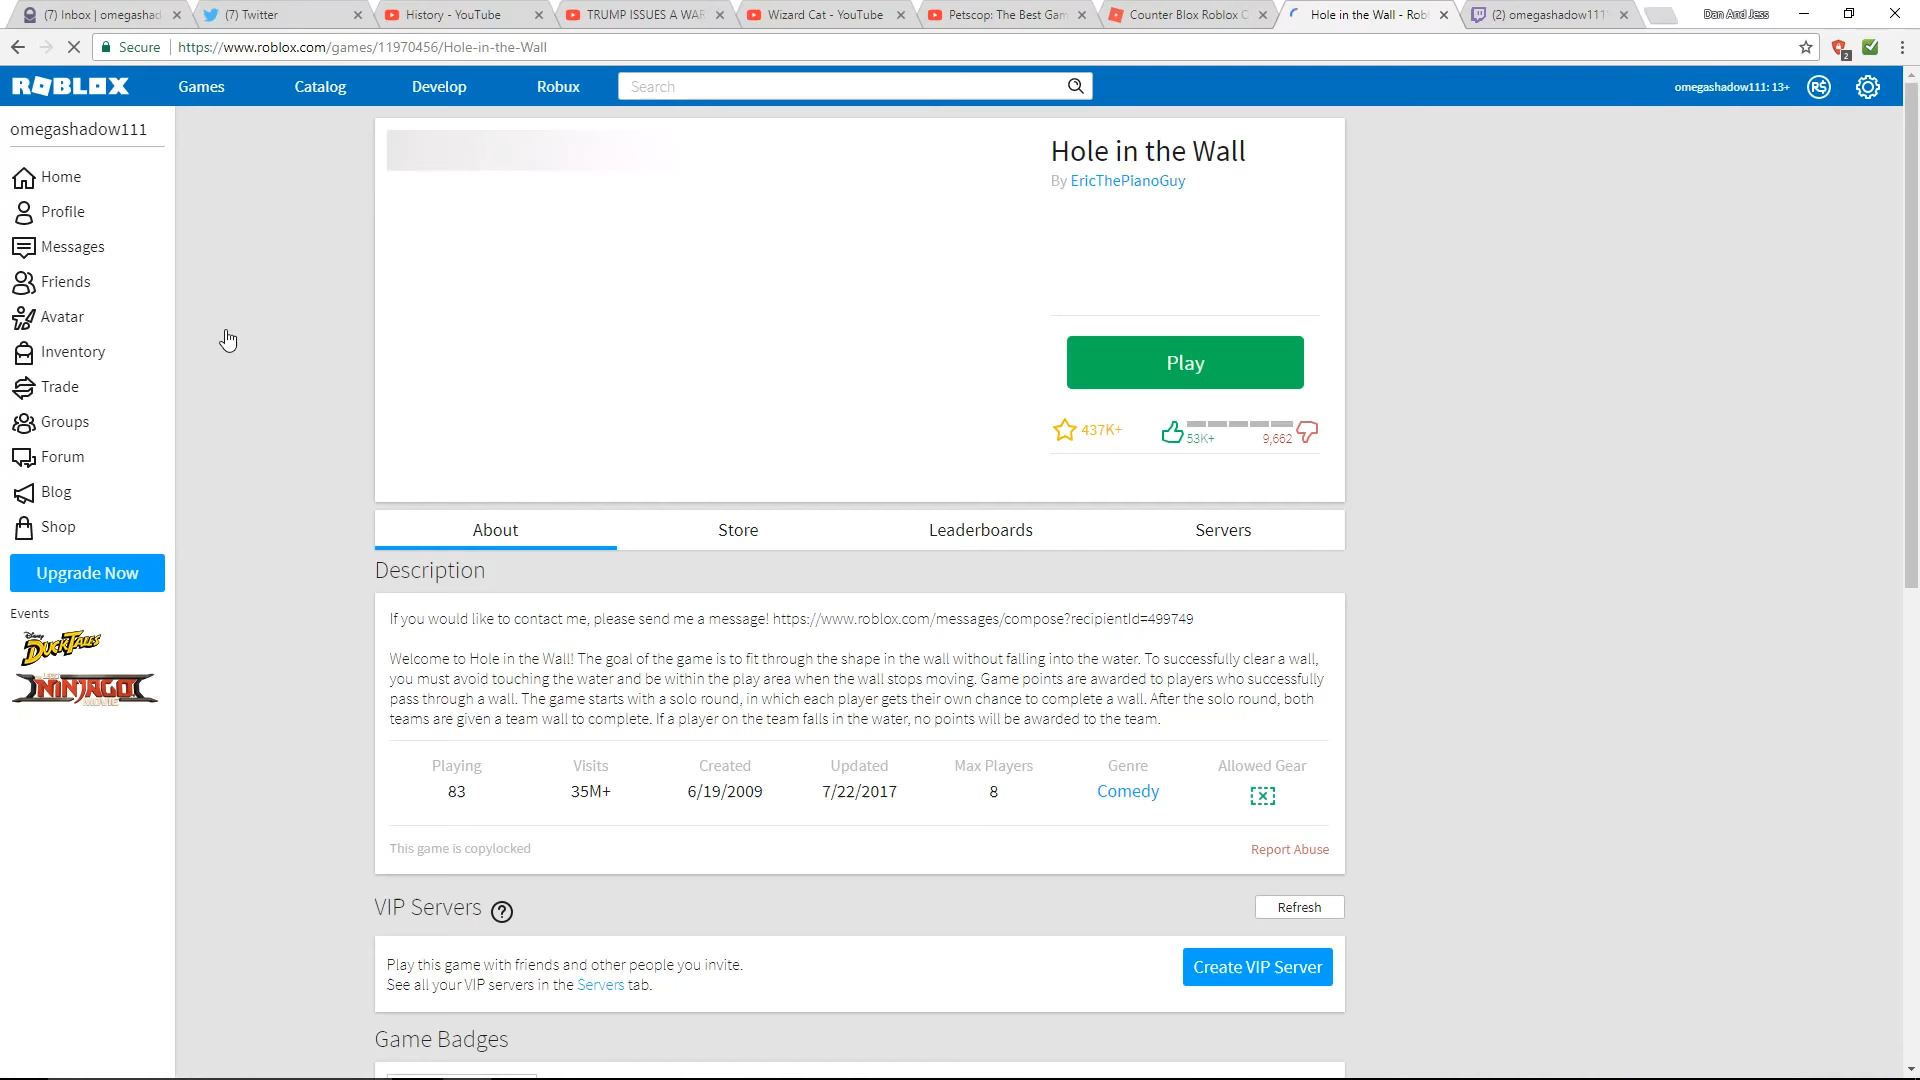 (7) Inbox | omegashad
(7) Twitter
History - YouTube
TRUMP ISSUES A WAR
Wizard Cat - YouTube
Petscop: The Best Gam
Counter Blox Roblox C
Hole in the Wall - Robl
(2) omegashadow111
Dan And Jess
Secure
https://www.roblox.com/games/11970456/Hole-in-the-Wall
2
ROBLOX
Games
Catalog
Develop
Robux
Search
omegashadow111: 13+
R$
omegashadow111
Home
Profile
Messages
Friends
Avatar
Inventory
Trade
Groups
Forum
Blog
Shop
Upgrade Now
Events
Disney
DUCKTALES
NINJAGO
MOVIE
Hole in the Wall
By EricThePianoGuy
Play
437K+
53K+
9,662
About
Store
Leaderboards
Servers
Description
If you would like to contact me, please send me a message! https://www.roblox.com/messages/compose?recipientId=499749
Welcome to Hole in the Wall! The goal of the game is to fit through the shape in the wall without falling into the water. To successfully clear a wall,
you must avoid touching the water and be within the play area when the wall stops moving. Game points are awarded to players who successfully
pass through a wall. The game starts with a solo round, in which each player gets their own chance to complete a wall. After the solo round, both
teams are given a team wall to complete. If a player on the team falls in the water, no points will be awarded to the team.
Playing
Visits
Created
Updated
Max Players
Genre
Allowed Gear
83
35M+
6/19/2009
7/22/2017
8
Comedy
This game is copylocked
Report Abuse
VIP Servers
Refresh
Play this game with friends and other people you invite.
See all your VIP servers in the Servers tab.
Create VIP Server
Game Badges